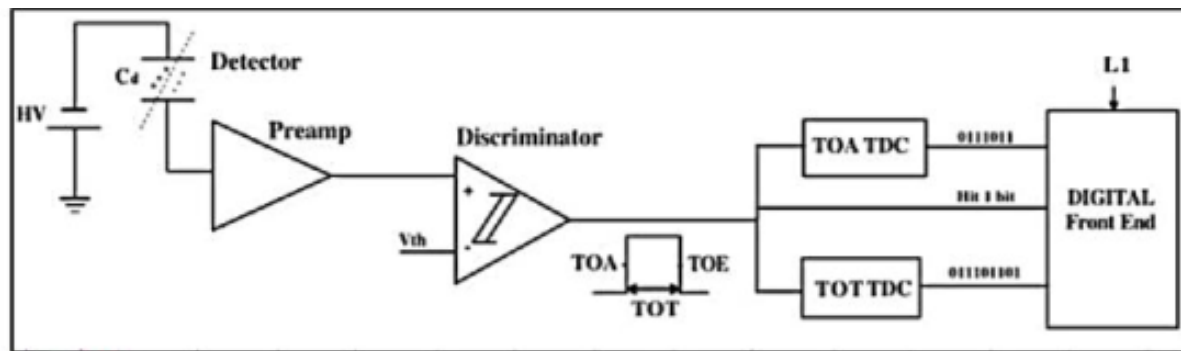 L1
Detector
Cd
HV
Preamp
Discriminator
+
-
Vth
TOA
TOE
TOT
TOA TDC
0111011
Hit 1 bit
TOT TDC
011101101
DIGITAL
Front End